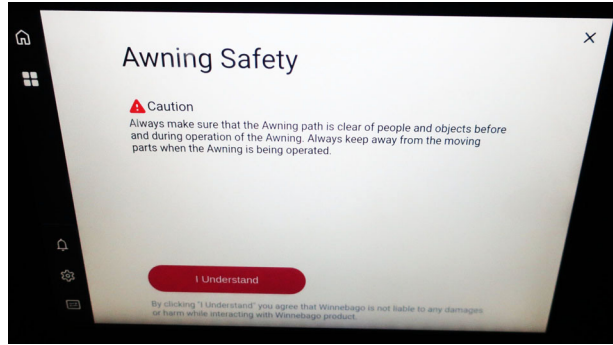 Awning Safety
Caution
Always make sure that the Awning path is clear of people and objects before
and during operation of the Awning. Always keep away from the moving
parts when the Awning is being operated.
I Understand
By clicking "I Understand" you agree that Winnebago is not liable to any damages
or harm while interacting with Winnebago product.